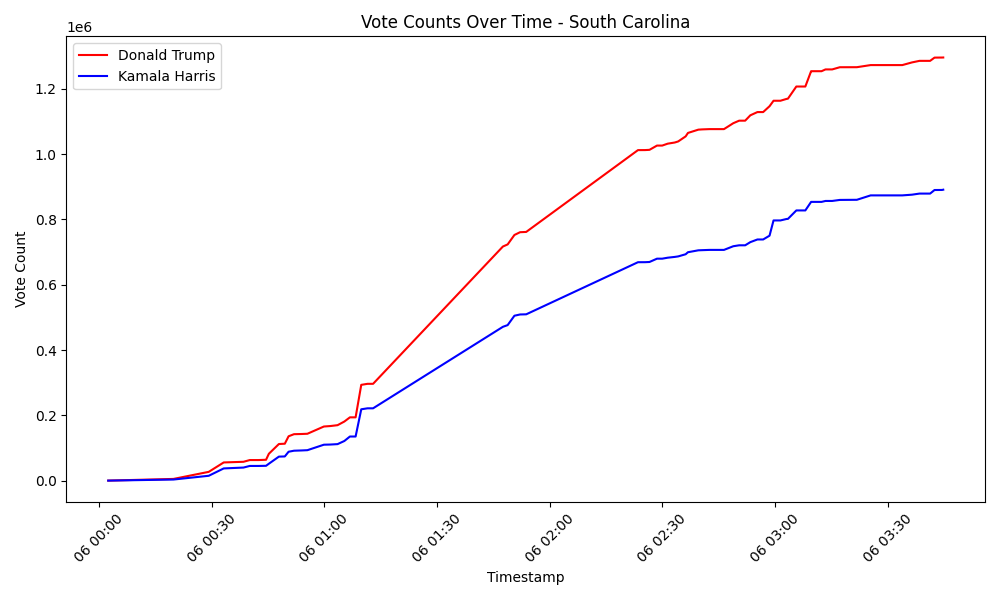 Vote Counts Over Time - South Carolina
1e6
Donald Trump
Kamala Harris
1.2
1.0
0.8
0.6
0.4
0.2
0.0
Vote Count
06 00:00
06 00:30
06 01:00
06 01:30
06 02:00
06 02:30
06 03:00
06 03:30
Timestamp